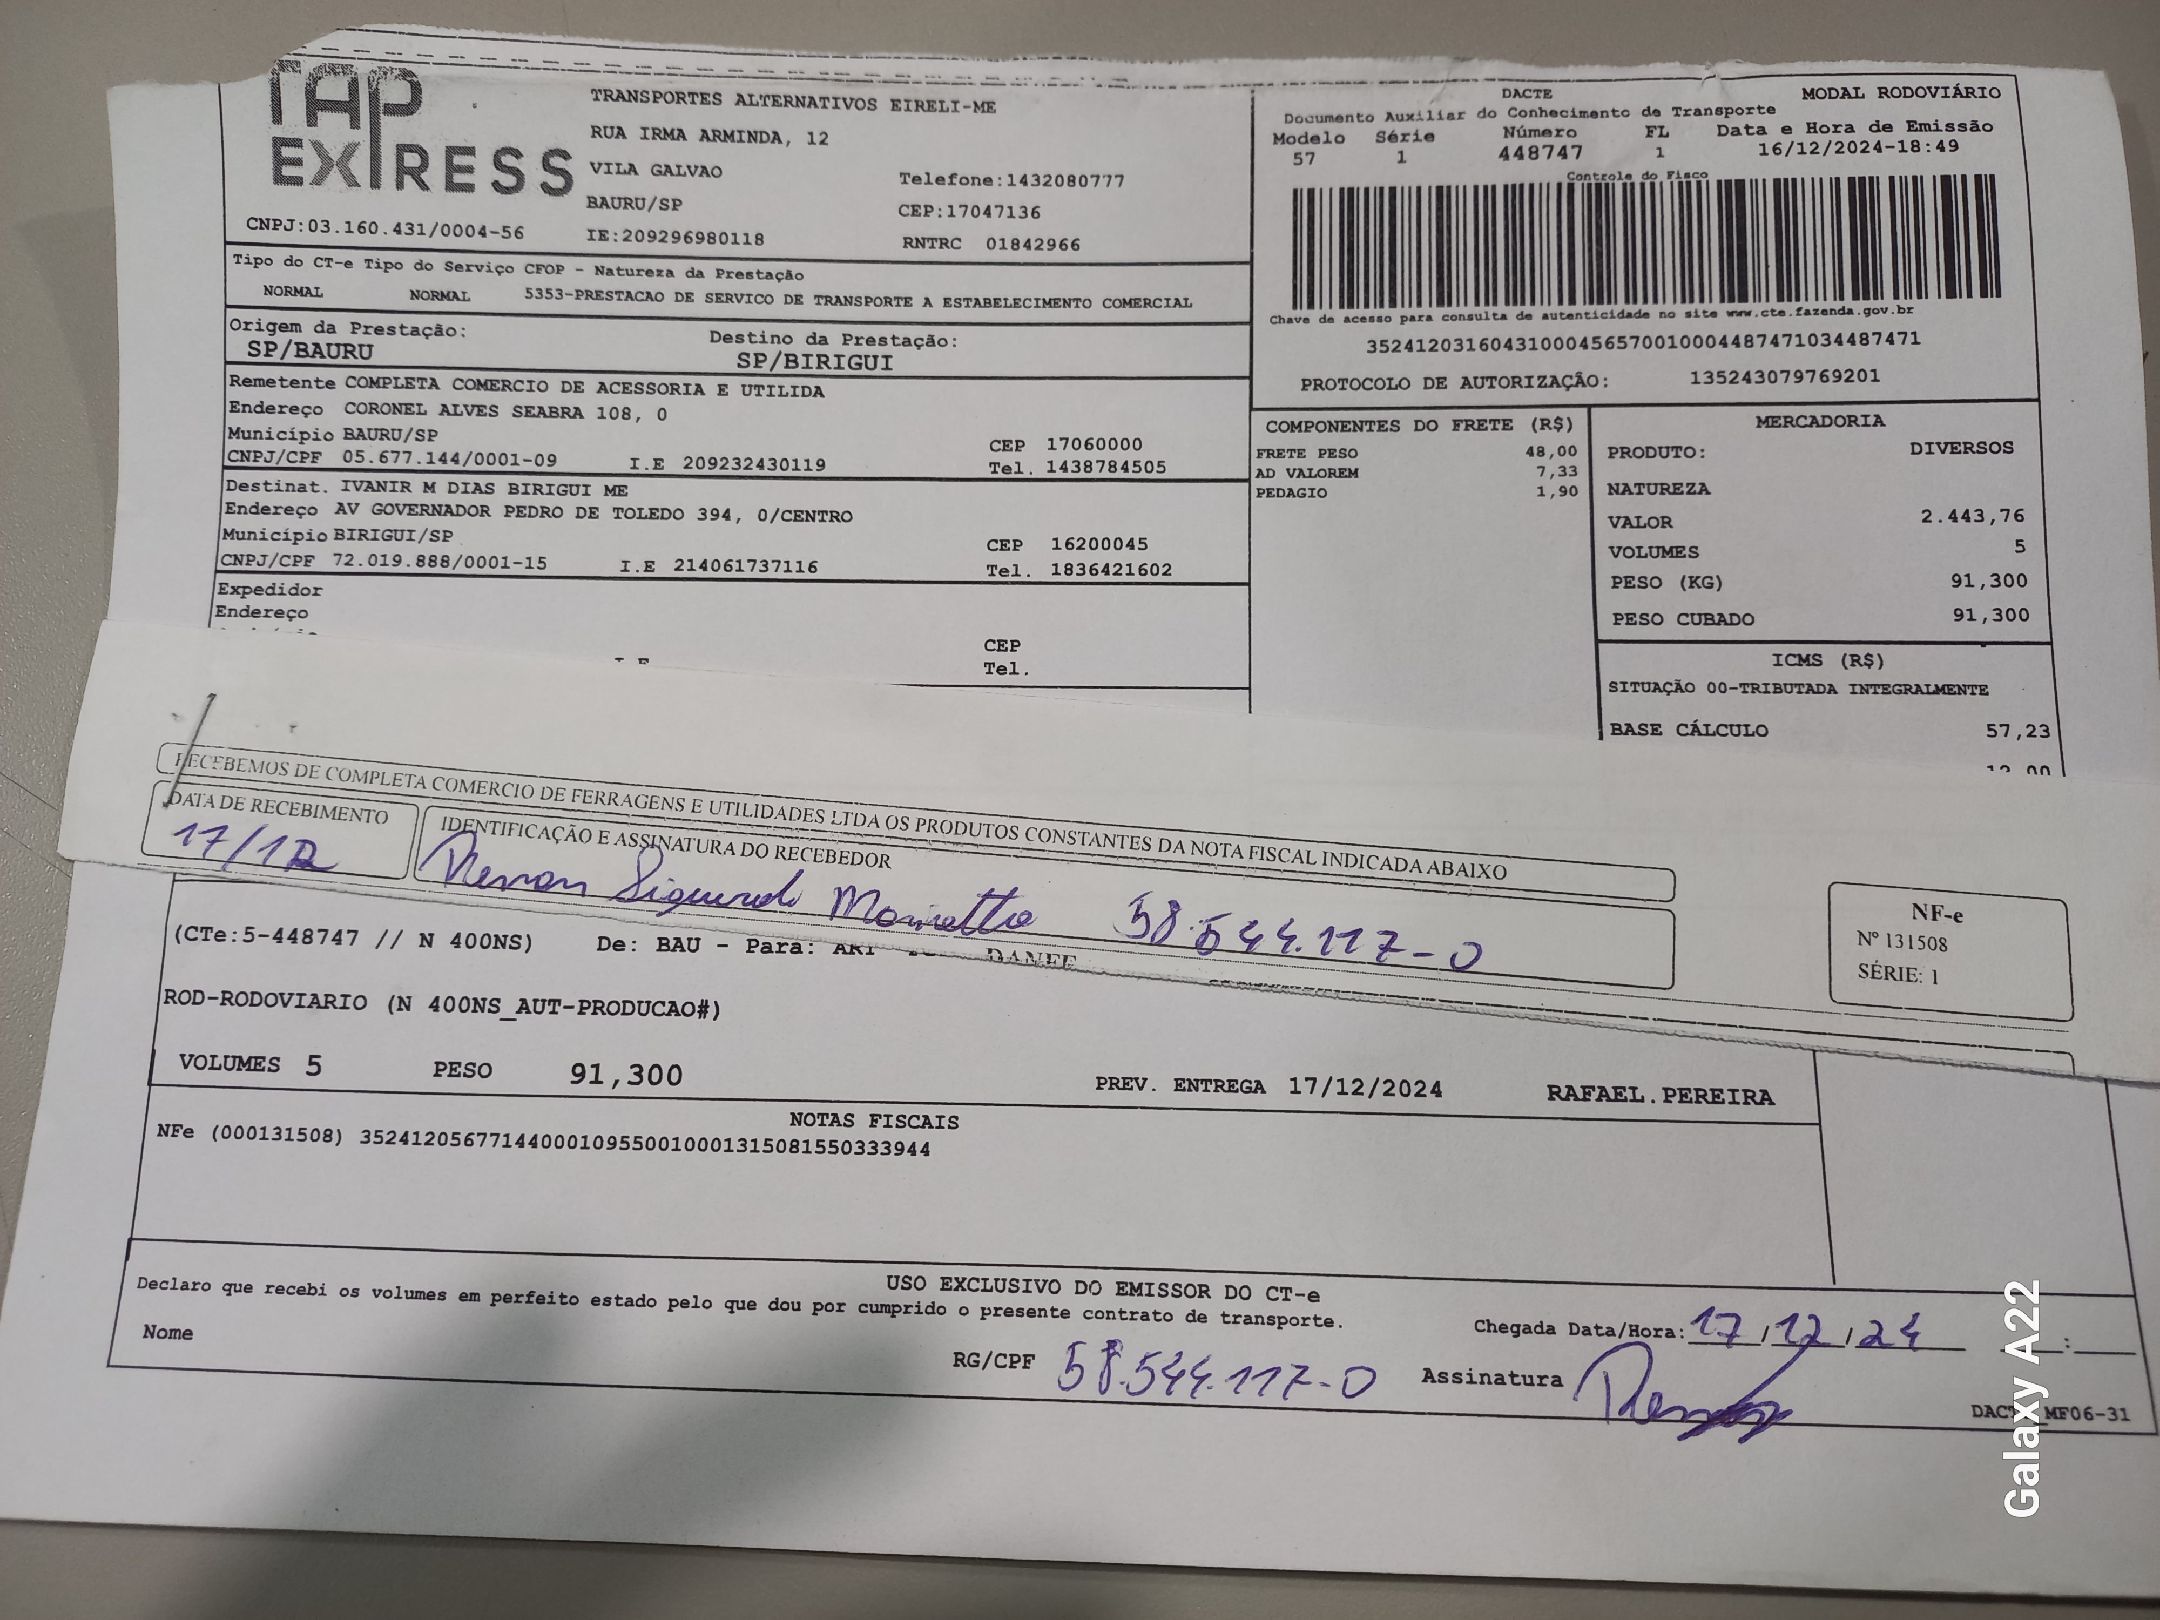 TAP
EXPRESS
TRANSPORTES ALTERNATIVOS EIRELI-ME
RUA IRMA ARMINDA, 12
VILA GALVAO Telefone:1432080777
BAURU/SP CEP:17047136
CNPJ:03.160.431/0004-56 IE:209296980118 RNTRC 01842966
DACTE MODAL RODOVIÁRIO
Documento Auxiliar do Conhecimento de Transporte
Modelo Série Número FL Data e Hora de Emissão
57 1 448747 1 16/12/2024-18:49
Controle do Fisco
Chave de acesso para consulta de autenticidade no site www.cte.fazenda.gov.br
35241203160431000456570010004487471034487471
PROTOCOLO DE AUTORIZAÇÃO: 135243079769201
Tipo do CT-e Tipo do Serviço CFOP - Natureza da Prestação
NORMAL NORMAL 5353-PRESTACAO DE SERVICO DE TRANSPORTE A ESTABELECIMENTO COMERCIAL
Origem da Prestação: Destino da Prestação:
SP/BAURU SP/BIRIGUI
Remetente COMPLETA COMERCIO DE ACESSORIA E UTILIDA
Endereço CORONEL ALVES SEABRA 108, 0
Município BAURU/SP CEP 17060000
CNPJ/CPF 05.677.144/0001-09 I.E 209232430119 Tel. 1438784505
Destinat. IVANIR M DIAS BIRIGUI ME
Endereço AV GOVERNADOR PEDRO DE TOLEDO 394, 0/CENTRO
Município BIRIGUI/SP CEP 16200045
CNPJ/CPF 72.019.888/0001-15 I.E 214061737116 Tel. 1836421602
Expedidor
Endereço
CEP
Tel.
COMPONENTES DO FRETE (R$)
FRETE PESO 48,00
AD VALOREM 7,33
PEDAGIO 1,90
MERCADORIA
PRODUTO: DIVERSOS
NATUREZA
VALOR 2.443,76
VOLUMES 5
PESO (KG) 91,300
PESO CUBADO 91,300
ICMS (R$)
SITUAÇÃO 00-TRIBUTADA INTEGRALMENTE
BASE CÁLCULO 57,23
RECEBEMOS DE COMPLETA COMERCIO DE FERRAGENS E UTILIDADES LTDA OS PRODUTOS CONSTANTES DA NOTA FISCAL INDICADA ABAIXO
DATA DE RECEBIMENTO IDENTIFICAÇÃO E ASSINATURA DO RECEBEDOR
17/12 58.544.117-0
NF-e
Nº 131508
SÉRIE: 1
(CTe:5-448747 // N 400NS) De: BAU - Para:
DANFE
ROD-RODOVIARIO (N 400NS_AUT-PRODUCAO#)
VOLUMES 5 PESO 91,300 PREV. ENTREGA 17/12/2024 RAFAEL.PEREIRA
NOTAS FISCAIS
NFe (000131508) 35241205677144000109550010001315081550333944
USO EXCLUSIVO DO EMISSOR DO CT-e
Declaro que recebi os volumes em perfeito estado pelo que dou por cumprido o presente contrato de transporte.
Nome RG/CPF 58.544.117-0 Chegada Data/Hora: 17/12/24 :
Assinatura
MF06-31
Galaxy A22